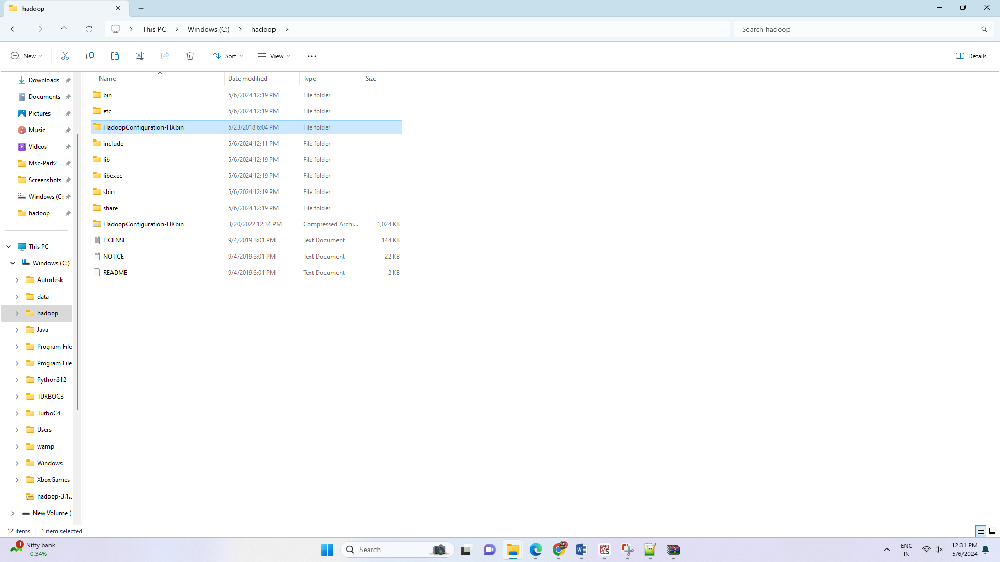 hadoop
This PC
Windows (C:)
hadoop
Search hadoop
New
Sort
View
Details
Name Date modified Type Size
Downloads
Documents
Pictures
Music
Videos
Msc-Part2
Screenshots
Windows (C:
hadoop
This PC
Windows (C:)
Autodesk
data
hadoop
Java
Program File
Program File
Python312
TURBOC3
TurboC4
Users
wamp
Windows
XboxGames
hadoop-3.1.3
New Volume (
bin 5/6/2024 12:19 PM File folder
etc 5/6/2024 12:19 PM File folder
HadoopConfiguration-FIXbin 5/23/2018 6:04 PM File folder
include 5/6/2024 12:11 PM File folder
lib 5/6/2024 12:19 PM File folder
libexec 5/6/2024 12:19 PM File folder
sbin 5/6/2024 12:19 PM File folder
share 5/6/2024 12:19 PM File folder
HadoopConfiguration-FIXbin 3/20/2022 12:34 PM Compressed Archi... 1,024 KB
LICENSE 9/4/2019 3:01 PM Text Document 144 KB
NOTICE 9/4/2019 3:01 PM Text Document 22 KB
README 9/4/2019 3:01 PM Text Document 2 KB
12 items 1 item selected
1
Nifty bank
+0.34%
Search
ENG
IN
12:31 PM
5/6/2024